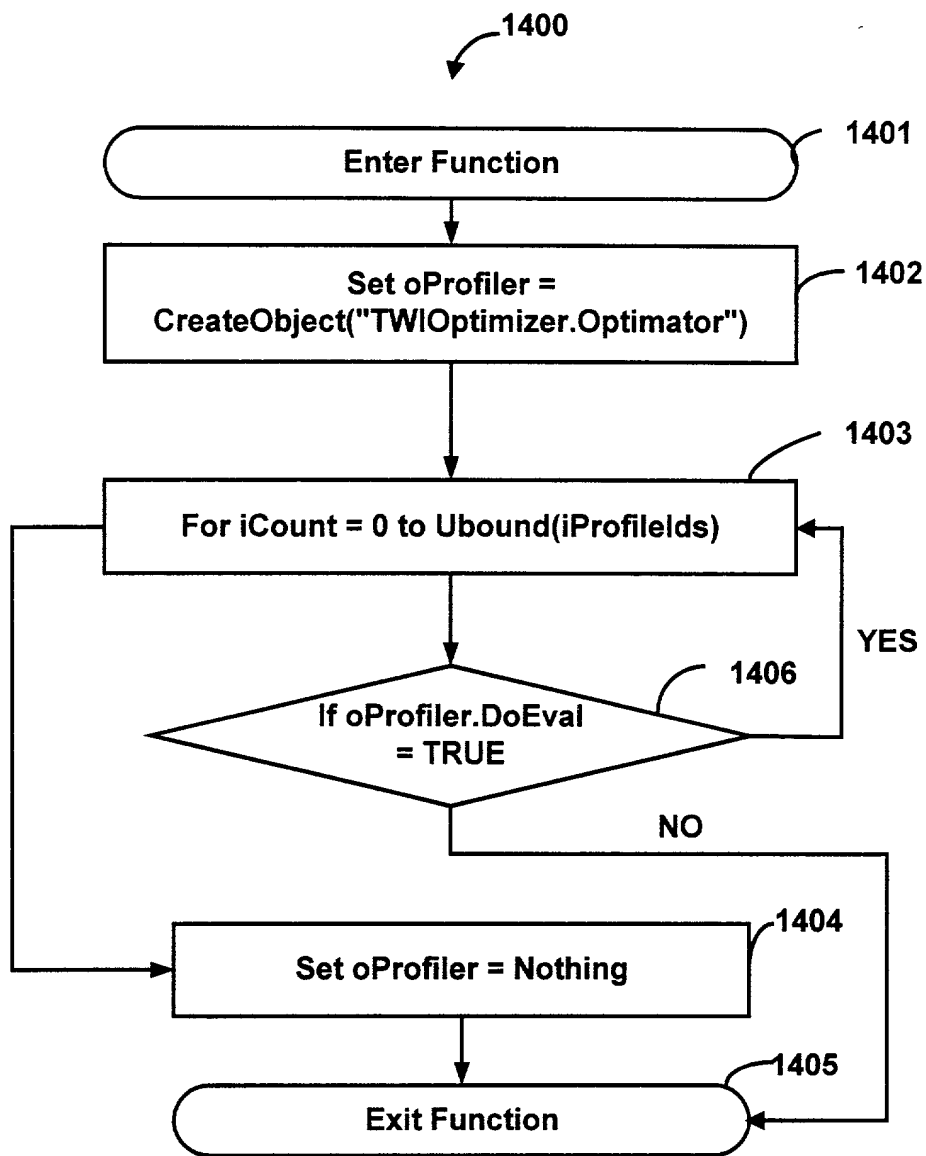 1400
1401
Enter Function
1402
Set oProfiler =
CreateObject("TWIOptimizer.Optimator")
1403
For iCount = 0 to Ubound(iProfileIds)
YES
1406
If oProfiler.DoEval
= TRUE
NO
1404
Set oProfiler = Nothing
1405
Exit Function